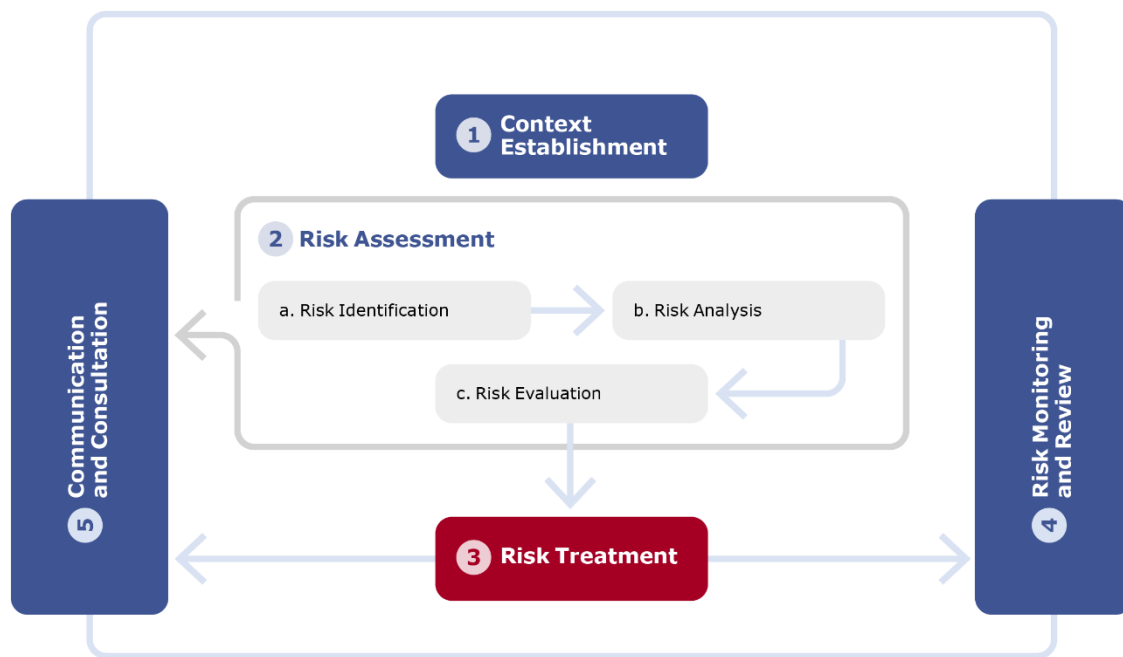 1 Context
Establishment
2 Risk Assessment
a. Risk Identification
b. Risk Analysis
c. Risk Evaluation
3 Risk Treatment
4 Risk Monitoring
and Review
5 Communication
and Consultation